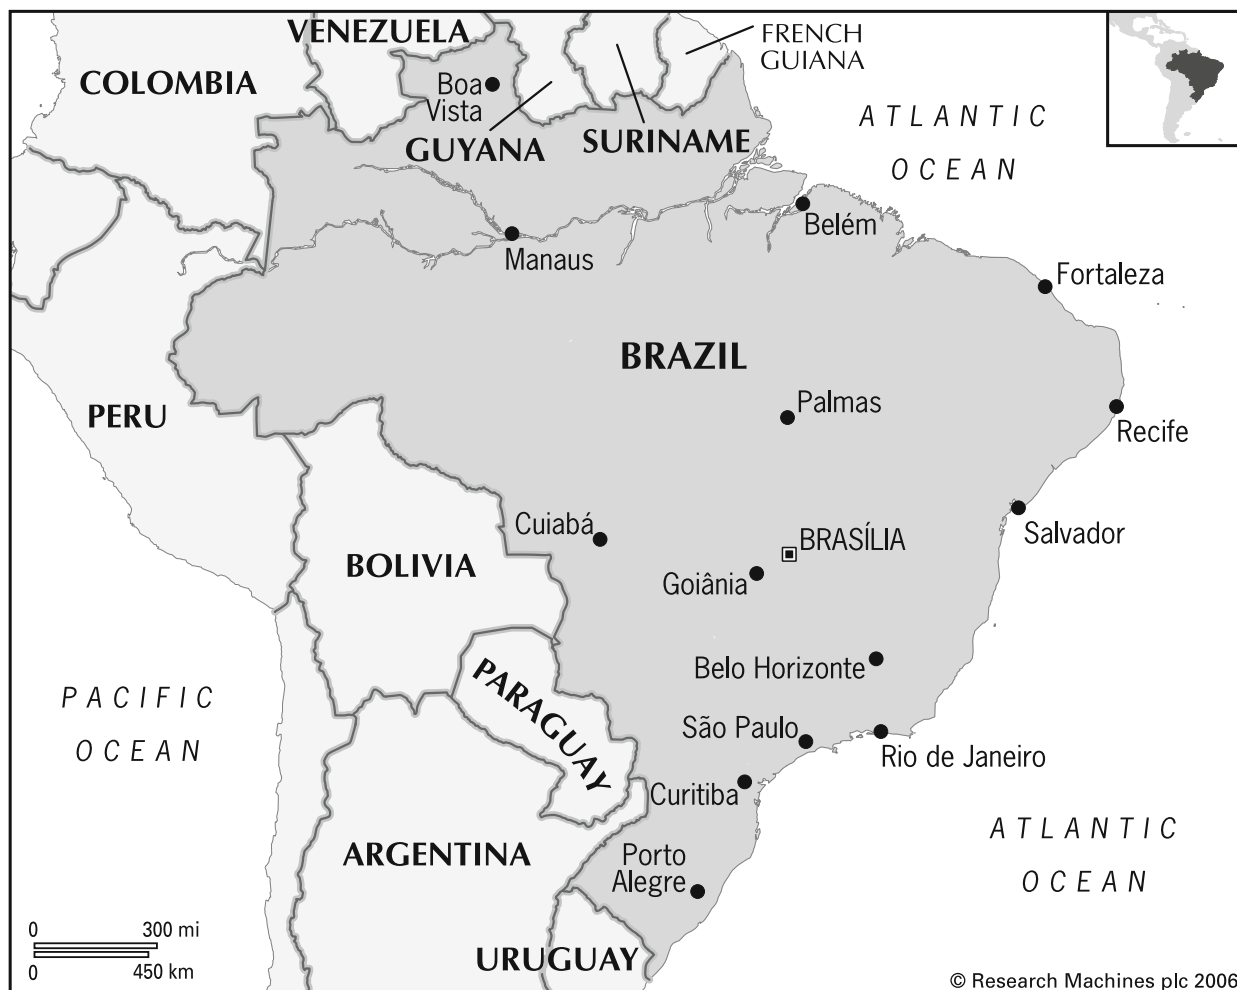 VENEZUELA
FRENCH
GUIANA
COLOMBIA
Boa
Vista
GUYANA
SURINAME
ATLANTIC
OCEAN
Belém
Manaus
Fortaleza
BRAZIL
Palmas
PERU
Recife
Cuiabá
BRASÍLIA
Salvador
BOLIVIA
Goiânia
Belo Horizonte
PACIFIC
OCEAN
PARAGUAY
São Paulo
Rio de Janeiro
Curitiba
ATLANTIC
OCEAN
ARGENTINA
Porto
Alegre
0 300 mi
0 450 km
URUGUAY
© Research Machines plc 2006